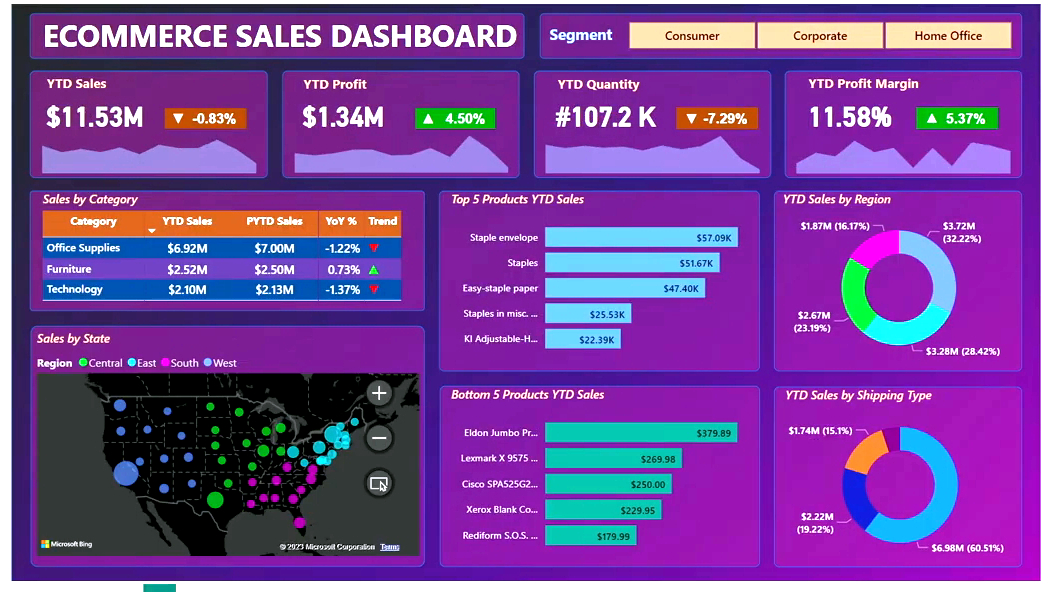 ECOMMERCE SALES DASHBOARD
Segment
Consumer
Corporate
Home Office
YTD Sales
$11.53M
▼ -0.83%
YTD Profit
$1.34M
▲ 4.50%
YTD Quantity
#107.2 K
▼ -7.29%
YTD Profit Margin
11.58%
▲ 5.37%
Sales by Category
Category YTD Sales PYTD Sales YoY % Trend
Office Supplies $6.92M $7.00M -1.22%
Furniture $2.52M $2.50M 0.73%
Technology $2.10M $2.13M -1.37%
Sales by State
Region Central East South West
Microsoft Bing
© 2023 Microsoft Corporation Terms
Top 5 Products YTD Sales
Staple envelope $57.09K
Staples $51.67K
Easy-staple paper $47.40K
Staples in misc. ... $25.53K
KI Adjustable-H... $22.39K
Bottom 5 Products YTD Sales
Eldon Jumbo Pr... $379.89
Lexmark X 9575 ... $269.98
Cisco SPA525G2... $250.00
Xerox Blank Co... $229.95
Rediform S.O.S. ... $179.99
YTD Sales by Region
$1.87M (16.17%)
$3.72M
(32.22%)
$2.67M
(23.19%)
$3.28M (28.42%)
YTD Sales by Shipping Type
$1.74M (15.1%)
$2.22M
(19.22%)
$6.98M (60.51%)